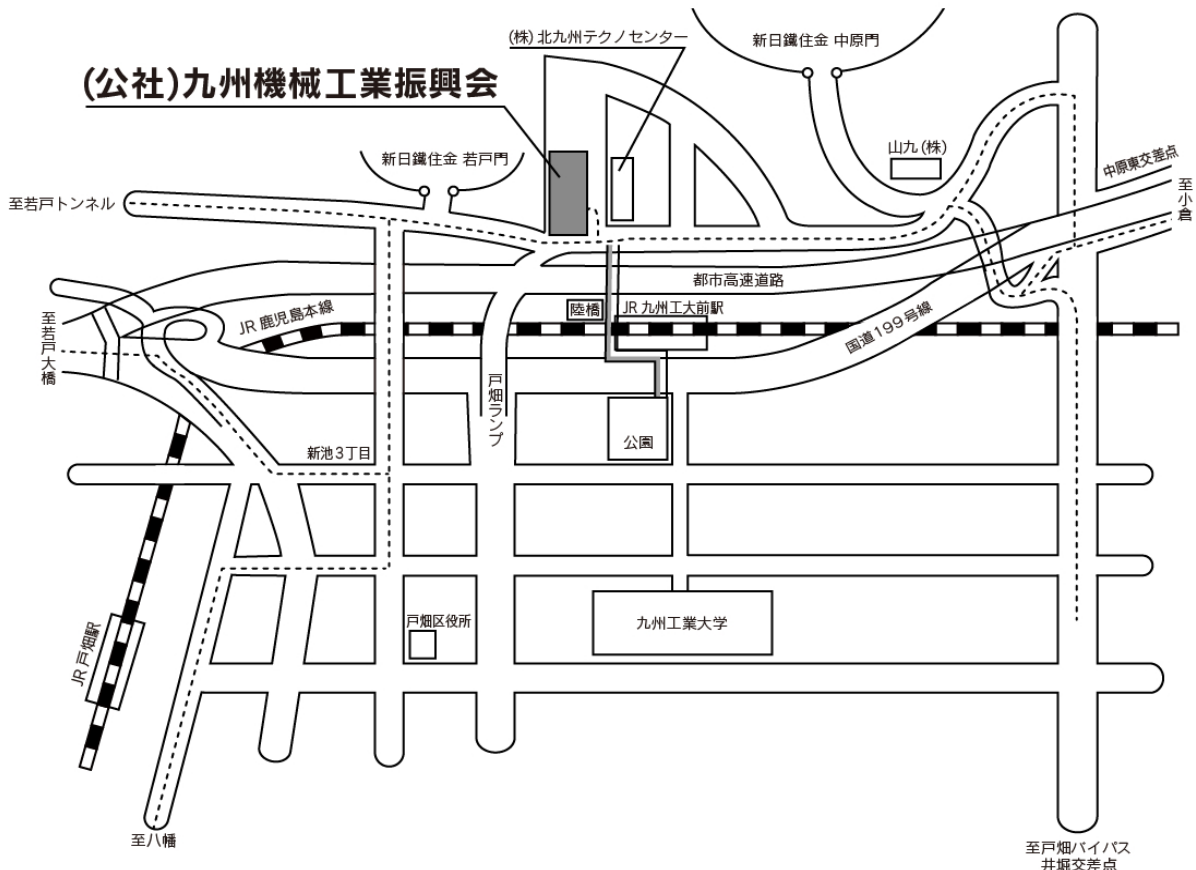 (株)北九州テクノセンター
新日鐵住金 中原門
(公社)九州機械工業振興会
新日鐵住金 若戸門
山九(株)
中原東交差点
至若戸トンネル
至小倉
都市高速道路
陸橋
JR 九州工大前駅
JR 鹿児島本線
国道199号線
至若戸大橋
戸畑ランプ
公園
新池3丁目
戸畑区役所
九州工業大学
JR 戸畑駅
至八幡
至戸畑バイパス
井堀交差点